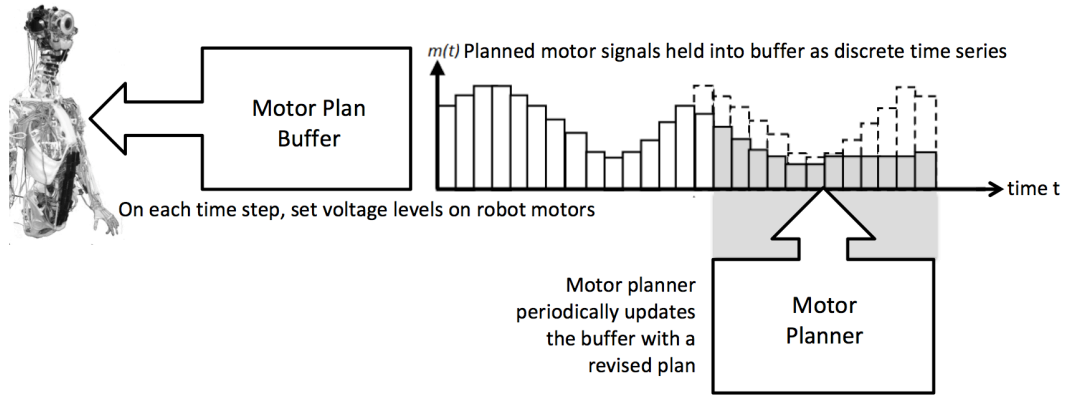 m(t) Planned motor signals held into buffer as discrete time series
Motor Plan
Buffer
time t
On each time step, set voltage levels on robot motors
Motor planner
periodically updates
the buffer with a
revised plan
Motor
Planner